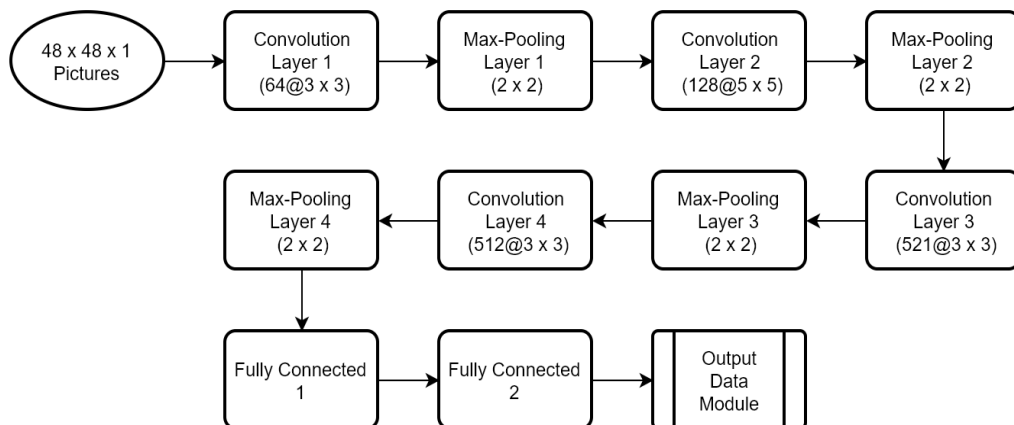 48 x 48 x 1
Pictures
Convolution
Layer 1
(64@3 x 3)
Max-Pooling
Layer 1
(2 x 2)
Convolution
Layer 2
(128@5 x 5)
Max-Pooling
Layer 2
(2 x 2)
Convolution
Layer 3
(521@3 x 3)
Max-Pooling
Layer 3
(2 x 2)
Convolution
Layer 4
(512@3 x 3)
Max-Pooling
Layer 4
(2 x 2)
Fully Connected
1
Fully Connected
2
Output
Data
Module